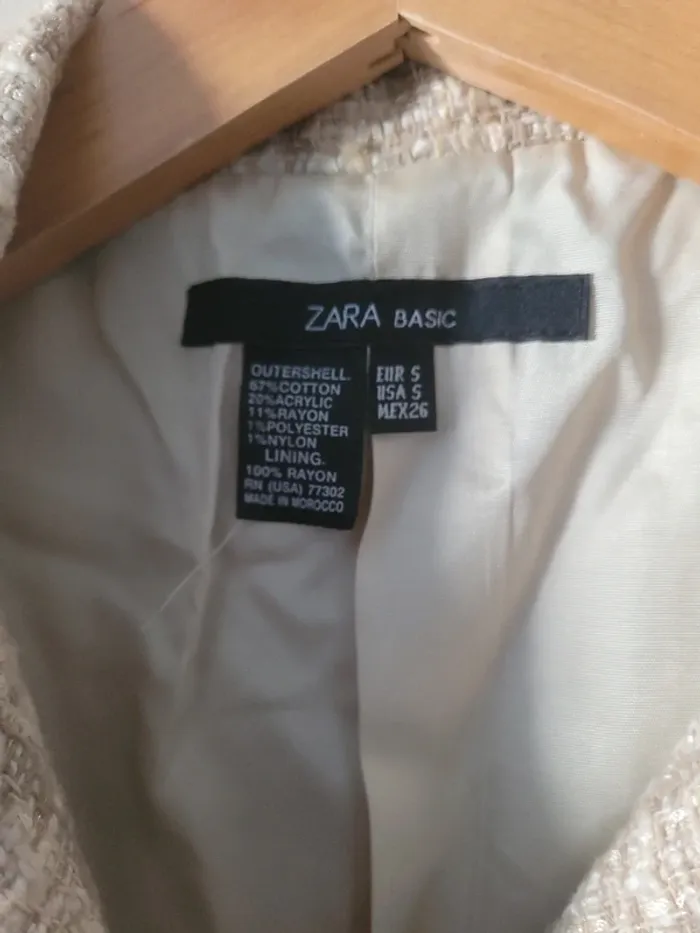 ZARA BASIC
OUTERSHELL.
67%COTTON
20%ACRYLIC
11%RAYON
1%POLYESTER
1%NYLON
LINING.
100% RAYON
RN (USA) 77302
MADE IN MOROCCO
EUR S
USA S
MEX26